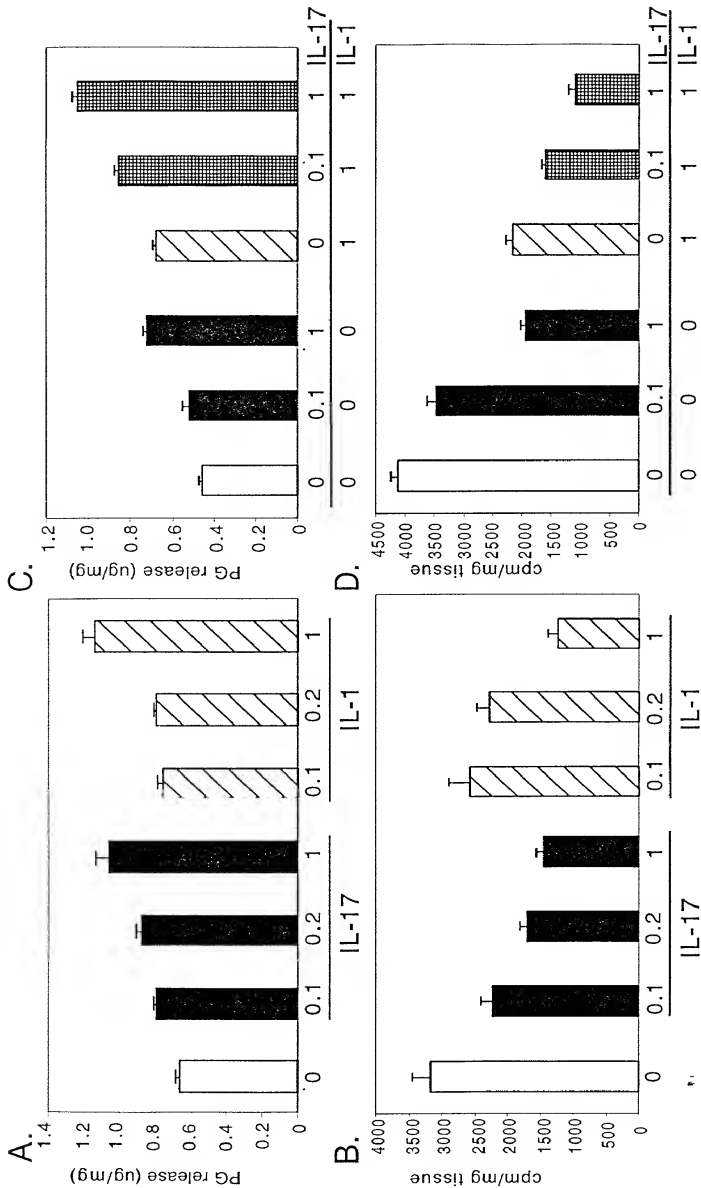 A.
PG release (ug/mg)
1.4
1.2
1.0
0.8
0.6
0.4
0.2
0
0 0.1 0.2 1 0.1 0.2 1
IL-17 IL-1
B.
cpm/mg tissue
4000
3500
3000
2500
2000
1500
1000
500
0
0 0.1 0.2 1 0.1 0.2 1
IL-17 IL-1
C.
PG release (ug/mg)
1.2
1.0
0.8
0.6
0.4
0.2
0
0 0.1 1 0 0.1 1 IL-17
0 0 0 1 1 1 IL-1
D.
cpm/mg tissue
4500
4000
3500
3000
2500
2000
1500
1000
500
0
0 0.1 1 0 0.1 1 IL-17
0 0 0 1 1 1 IL-1